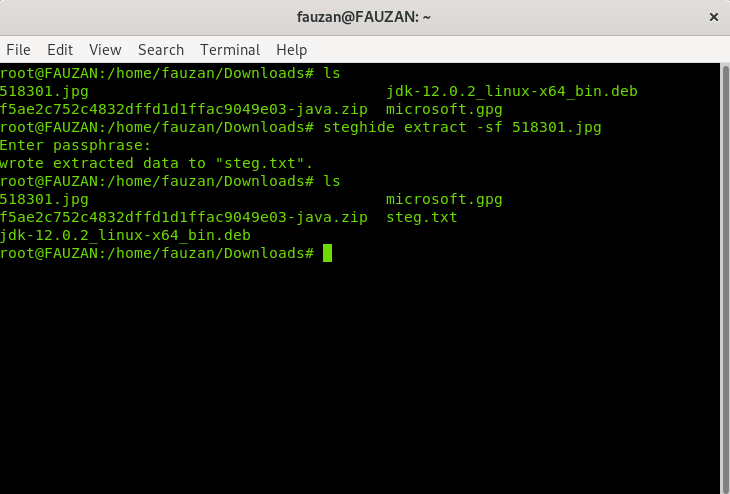 fauzan@FAUZAN: ~
File Edit View Search Terminal Help
root@FAUZAN:/home/fauzan/Downloads# ls
518301.jpg                                 jdk-12.0.2_linux-x64_bin.deb
f5ae2c752c4832dffd1d1ffac9049e03-java.zip  microsoft.gpg
root@FAUZAN:/home/fauzan/Downloads# steghide extract -sf 518301.jpg
Enter passphrase:
wrote extracted data to "steg.txt".
root@FAUZAN:/home/fauzan/Downloads# ls
518301.jpg                                 microsoft.gpg
f5ae2c752c4832dffd1d1ffac9049e03-java.zip  steg.txt
jdk-12.0.2_linux-x64_bin.deb
root@FAUZAN:/home/fauzan/Downloads#